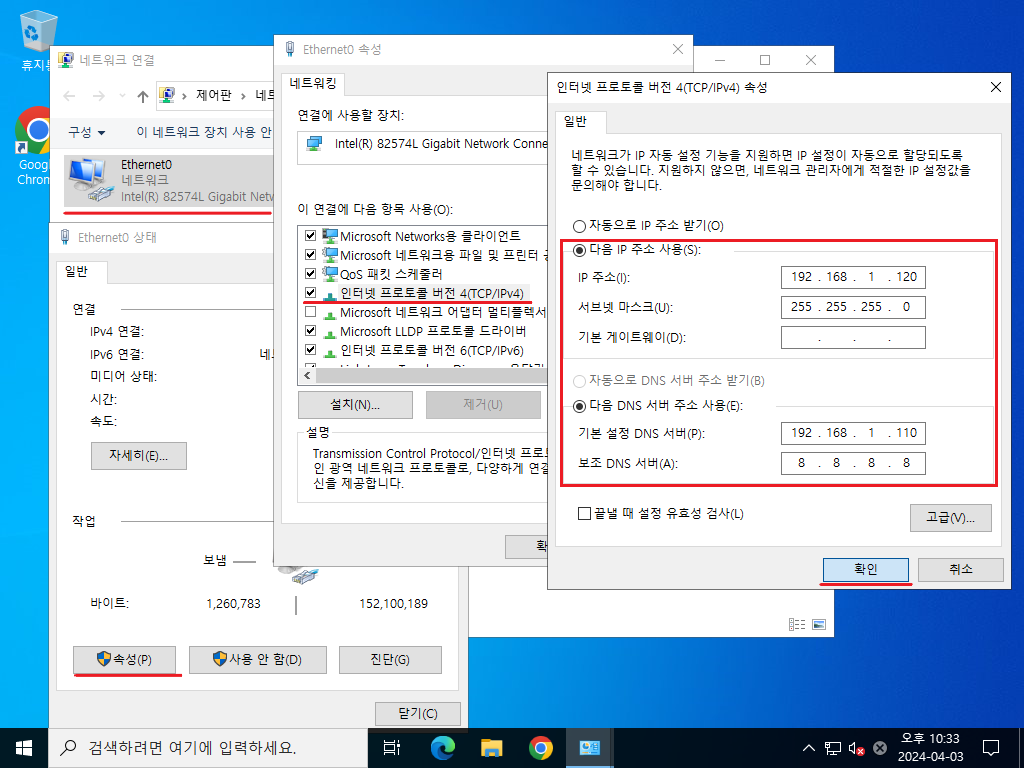 휴지통
Google
Chrom
네트워크 연결
제어판
네트
구성
이 네트워크 장치 사용 안
Ethernet0
네트워크
Intel(R) 82574L Gigabit Netw
Ethernet0 상태
일반
연결
IPv4 연결:
IPv6 연결:
미디어 상태:
시간:
속도:
자세히(E)...
작업
보냄
바이트:
1,260,783
152,100,189
속성(P)
사용 안 함(D)
진단(G)
닫기(C)
Ethernet0 속성
네트워킹
연결에 사용할 장치:
Intel(R) 82574L Gigabit Network Conne
이 연결에 다음 항목 사용(O):
Microsoft Networks용 클라이언트
Microsoft 네트워크용 파일 및 프린터 공
QoS 패킷 스케줄러
인터넷 프로토콜 버전 4(TCP/IPv4)
Microsoft 네트워크 어댑터 멀티플렉서
Microsoft LLDP 프로토콜 드라이버
인터넷 프로토콜 버전 6(TCP/IPv6)
설치(N)...
제거(U)
설명
Transmission Control Protocol/인터넷 프로토
인 광역 네트워크 프로토콜로, 다양하게 연결
신을 제공합니다.
인터넷 프로토콜 버전 4(TCP/IPv4) 속성
일반
네트워크가 IP 자동 설정 기능을 지원하면 IP 설정이 자동으로 할당되도록
할 수 있습니다. 지원하지 않으면, 네트워크 관리자에게 적절한 IP 설정값을
문의해야 합니다.
자동으로 IP 주소 받기(O)
다음 IP 주소 사용(S):
IP 주소(I):
192 . 168 . 1 . 120
서브넷 마스크(U):
255 . 255 . 255 . 0
기본 게이트웨이(D):
. . .
자동으로 DNS 서버 주소 받기(B)
다음 DNS 서버 주소 사용(E):
기본 설정 DNS 서버(P):
192 . 168 . 1 . 110
보조 DNS 서버(A):
8 . 8 . 8 . 8
끝낼 때 설정 유효성 검사(L)
고급(V)...
확인
취소
검색하려면 여기에 입력하세요.
오후 10:33
2024-04-03